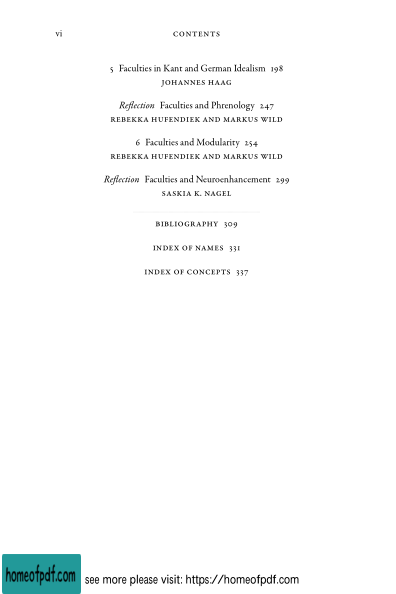 vi
CONTENTS
5 Faculties in Kant and German Idealism 198
JOHANNES HAAG
Reflection Faculties and Phrenology 247
REBEKKA HUFENDIEK AND MARKUS WILD
6 Faculties and Modularity 254
REBEKKA HUFENDIEK AND MARKUS WILD
Reflection Faculties and Neuroenhancement 299
SASKIA K. NAGEL
BIBLIOGRAPHY 309
INDEX OF NAMES 331
INDEX OF CONCEPTS 337
homeofpdf.com
see more please visit: https://homeofpdf.com